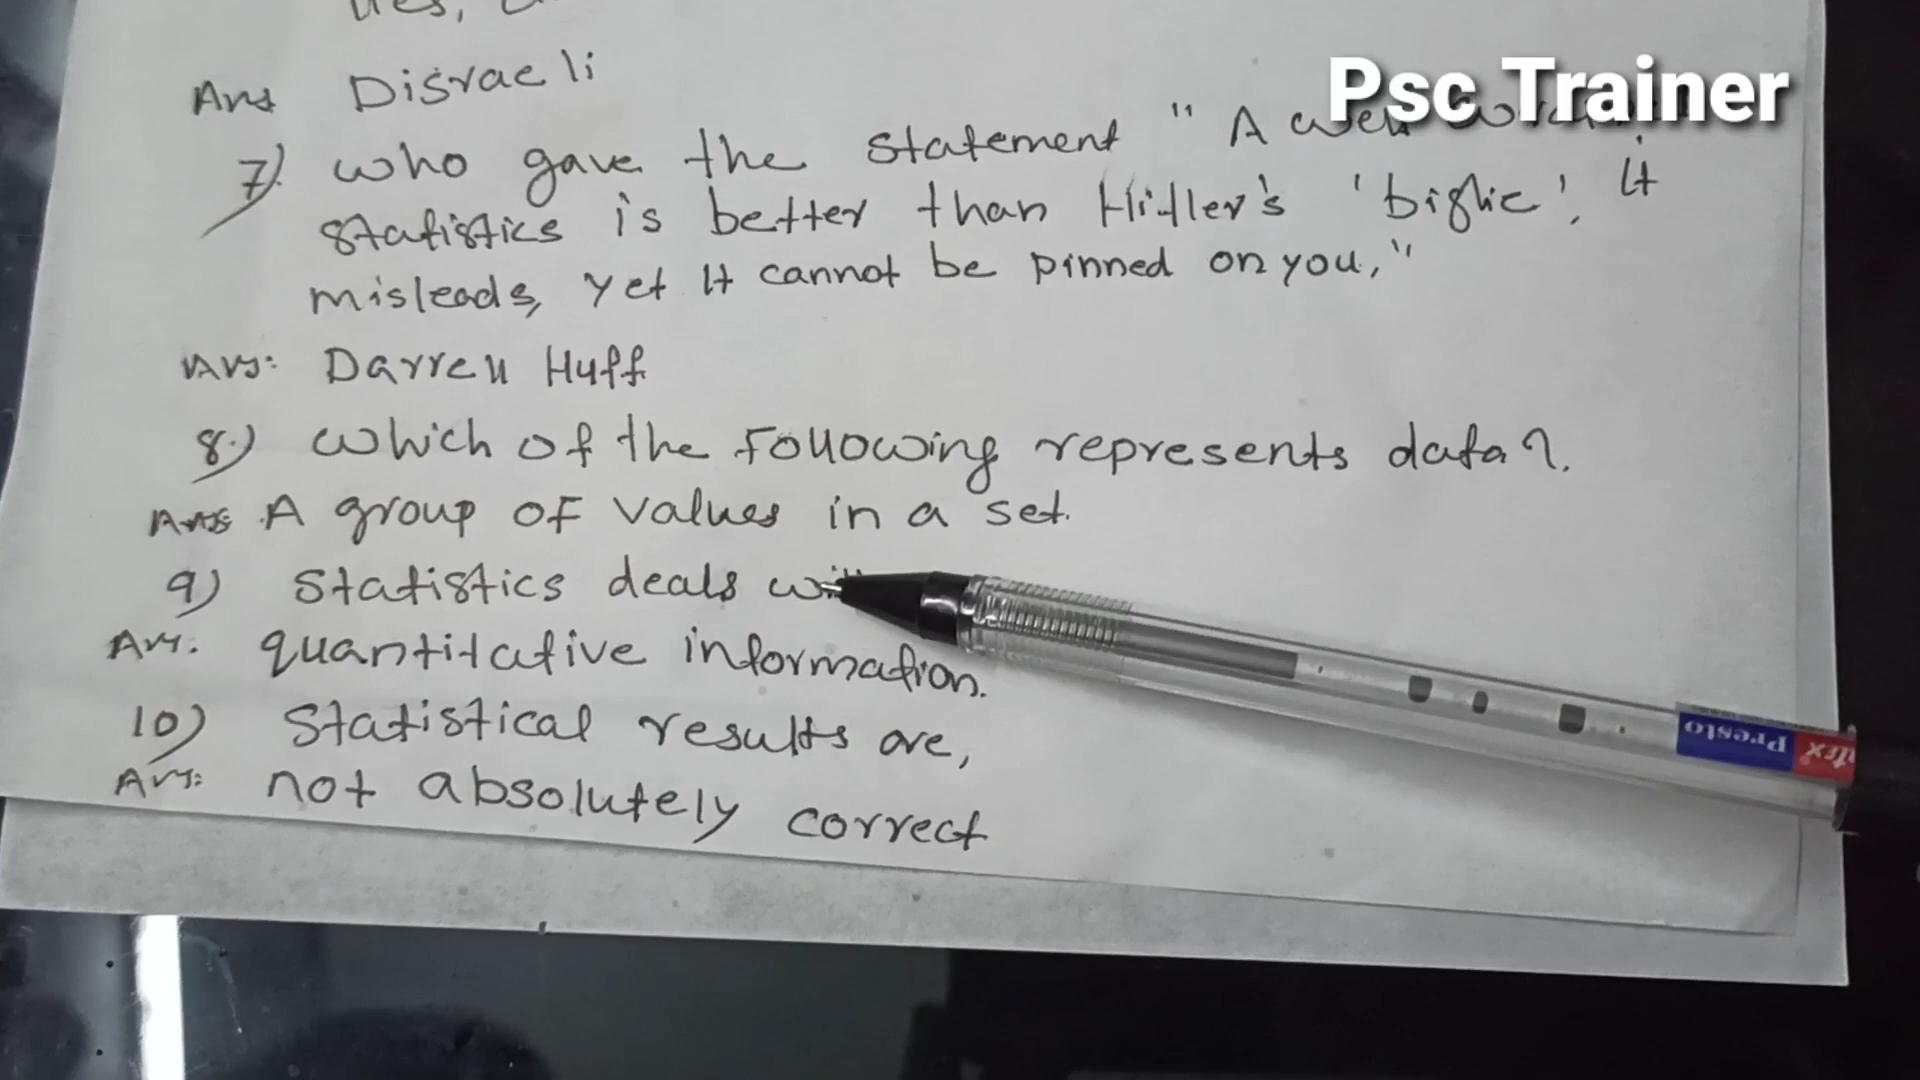 Ans Disraeli
Psc Trainer
7). who gave the statement " A well
statistics is better than Hitler's 'biglie'. It
misleads, yet It cannot be pinned on you,"
Ans: Darren Huff
8.) which of the following represents data?.
Ans A group of values in a set.
9) Statistics deals
Ans. quantitative information.
10) Statistical results are,
Ans: not absolutely correct
Presto